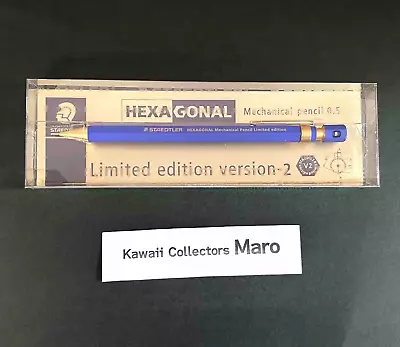 HEXAGONAL Mechanical pencil 0.5
STAEDTLER
STAEDTLER HEXAGONAL Mechanical Pencil Limited edition
Limited edition version-2 V2
Kawaii Collectors Maro